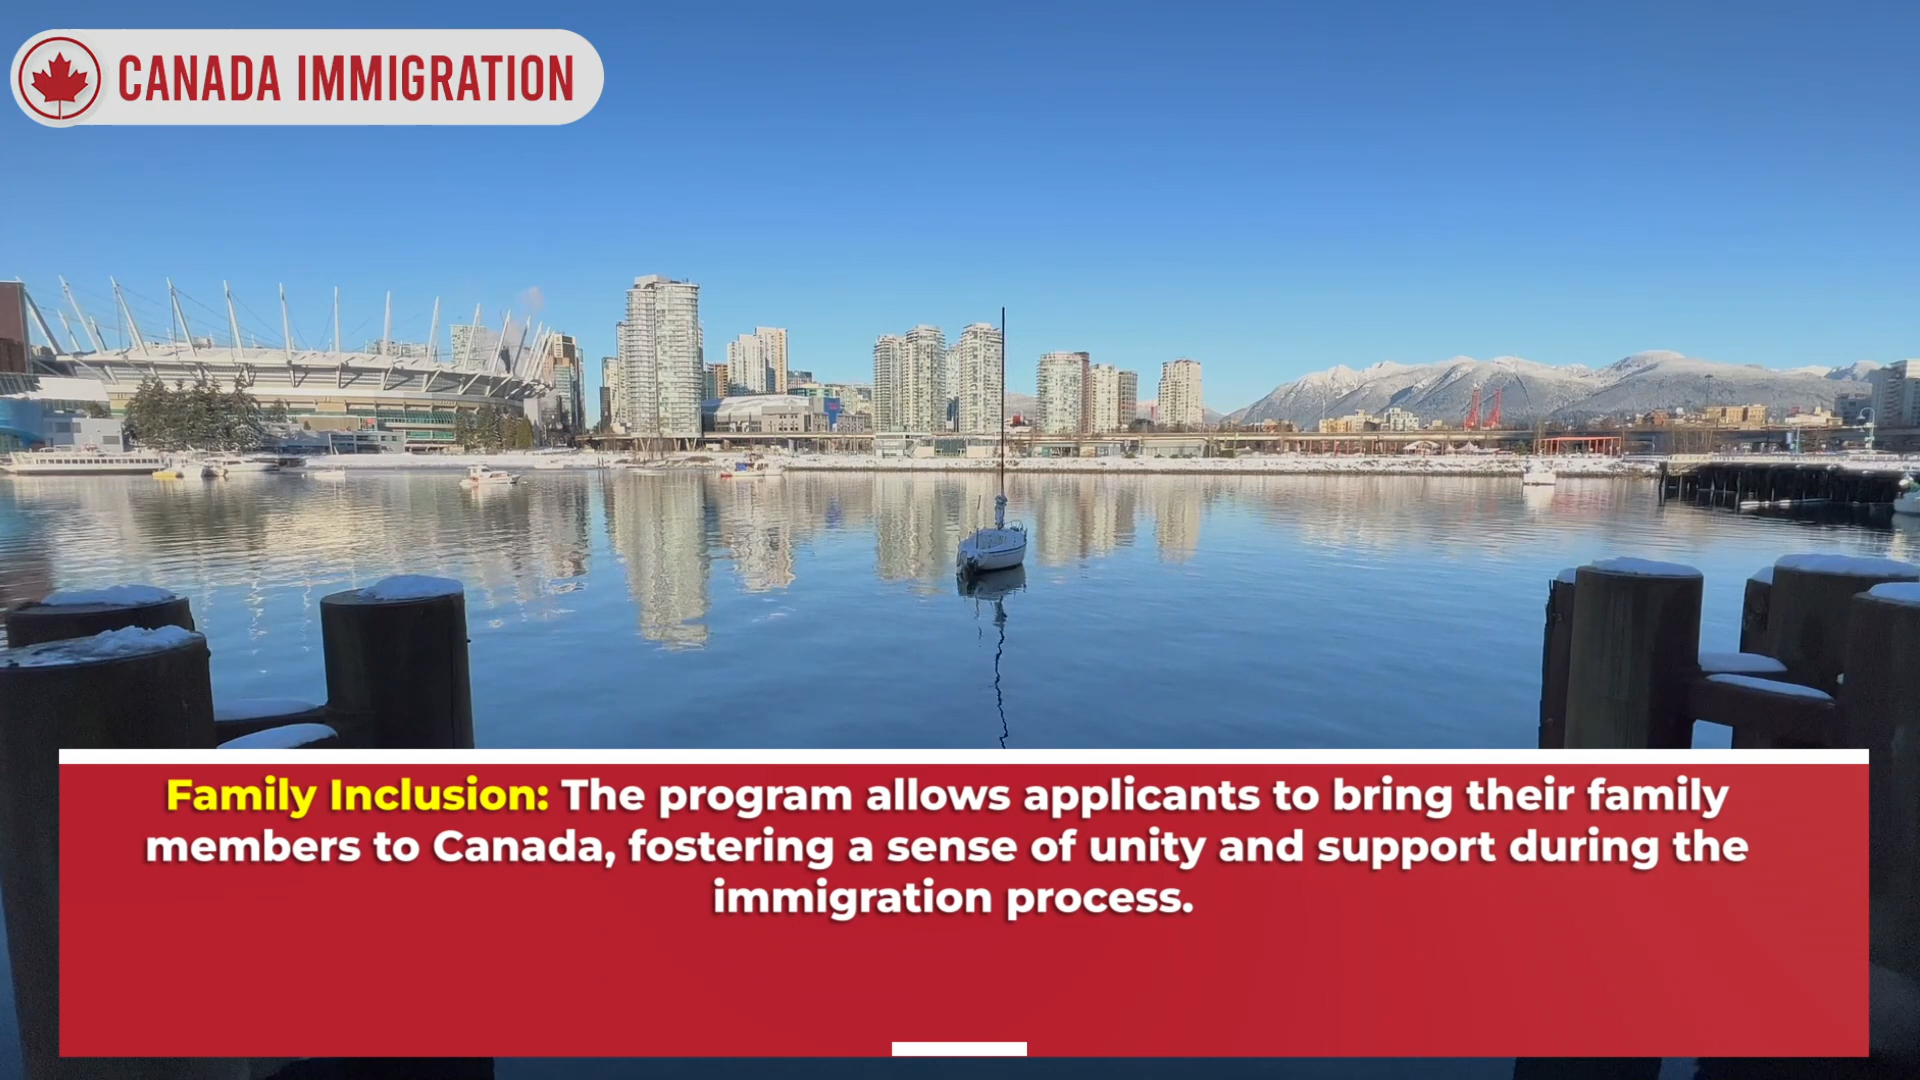 CANADA IMMIGRATION
Family Inclusion: The program allows applicants to bring their family
members to Canada, fostering a sense of unity and support during the
immigration process.